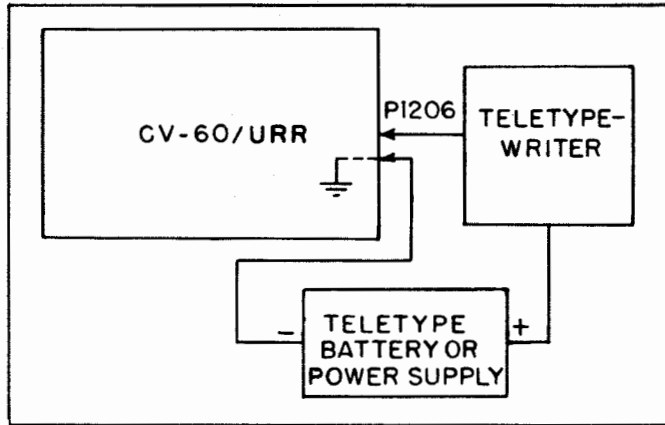 CV-60/URR
P1206
TELETYPE-
WRITER
-
+
TELETYPE
BATTERY OR
POWER SUPPLY